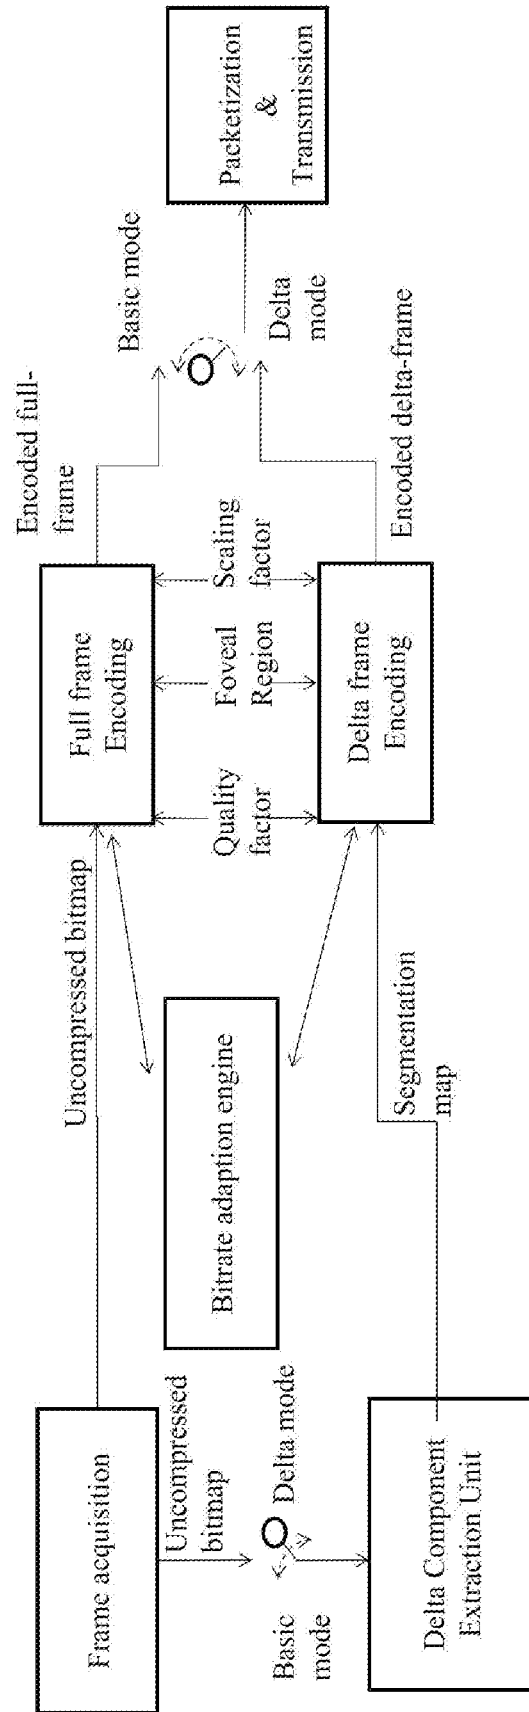 Frame acquisition
Uncompressed bitmap
Uncompressed
bitmap
Basic
mode
Delta mode
Delta Component
Extraction Unit
Bitrate adaption engine
Segmentation
map
Full frame
Encoding
Quality
factor
Foveal
Region
Scaling
factor
Delta frame
Encoding
Encoded full-
frame
Encoded delta-frame
Basic mode
Delta
mode
Packetization
&
Transmission